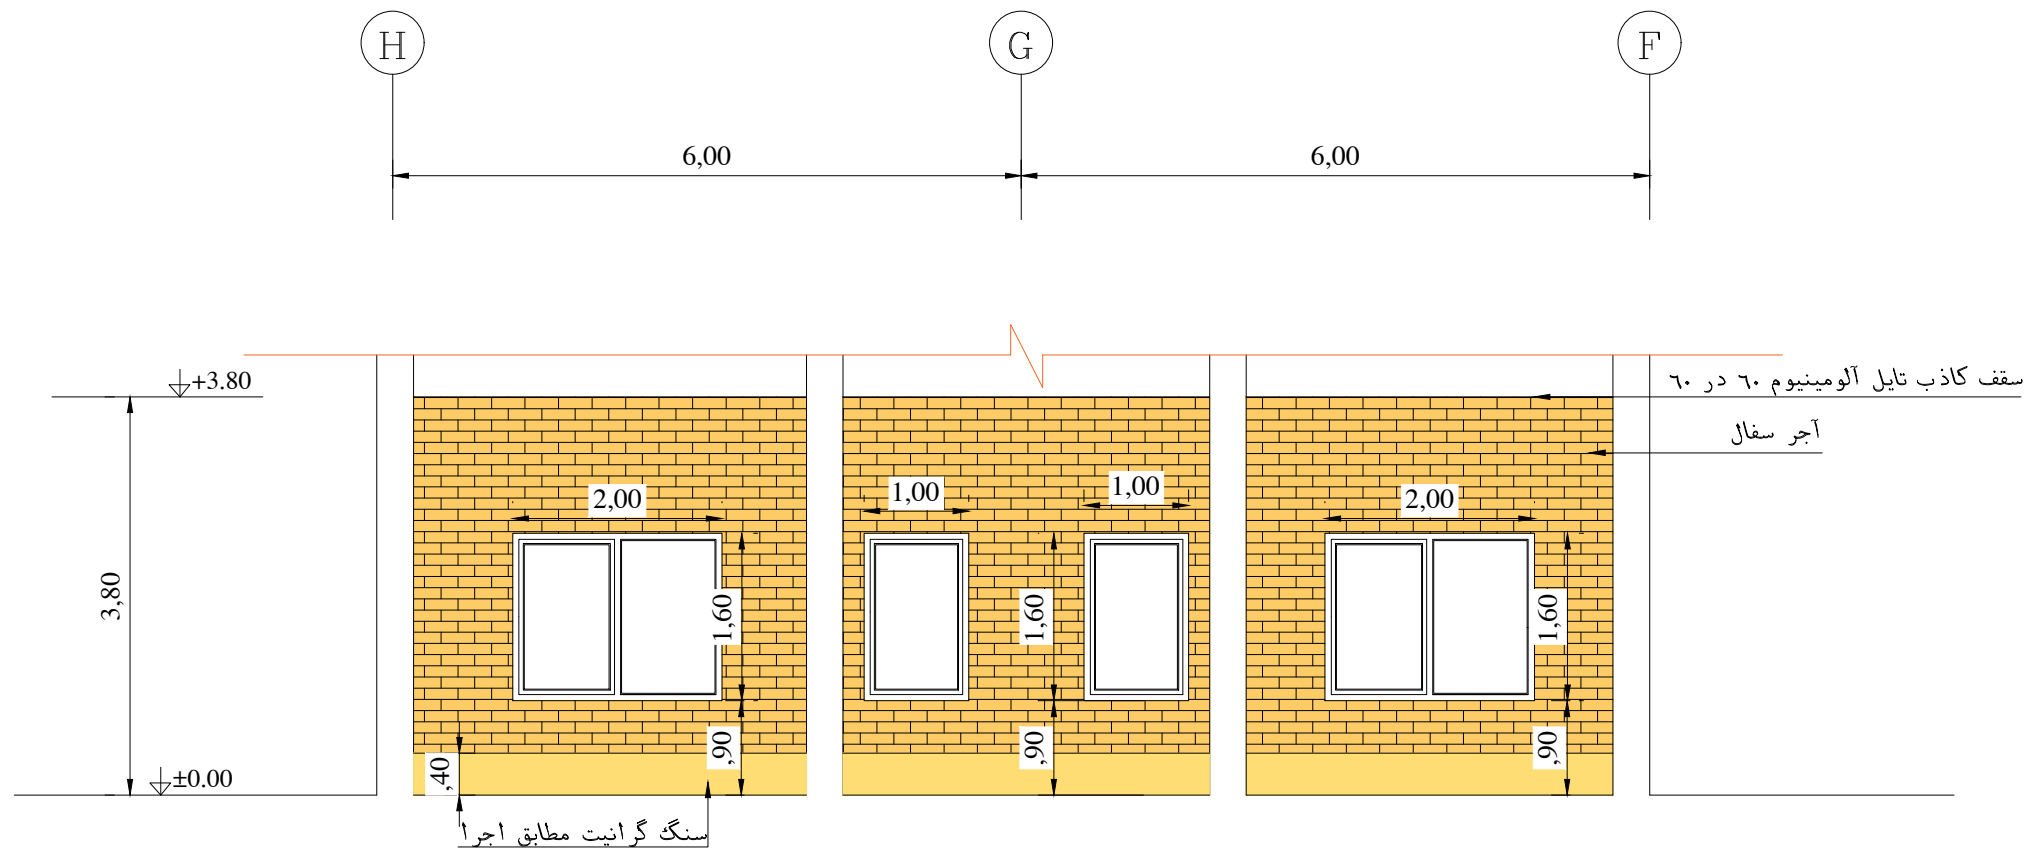 H
G
F
6,00
6,00
+3.80
سقف کاذب تایل آلومینیوم ٦٠ در ٦٠
آجر سفال
2,00
1,00
1,00
2,00
3,80
1,60
1,60
1,60
,90
,90
,90
,40
±0.00
سنگ گرانیت مطابق اجرا